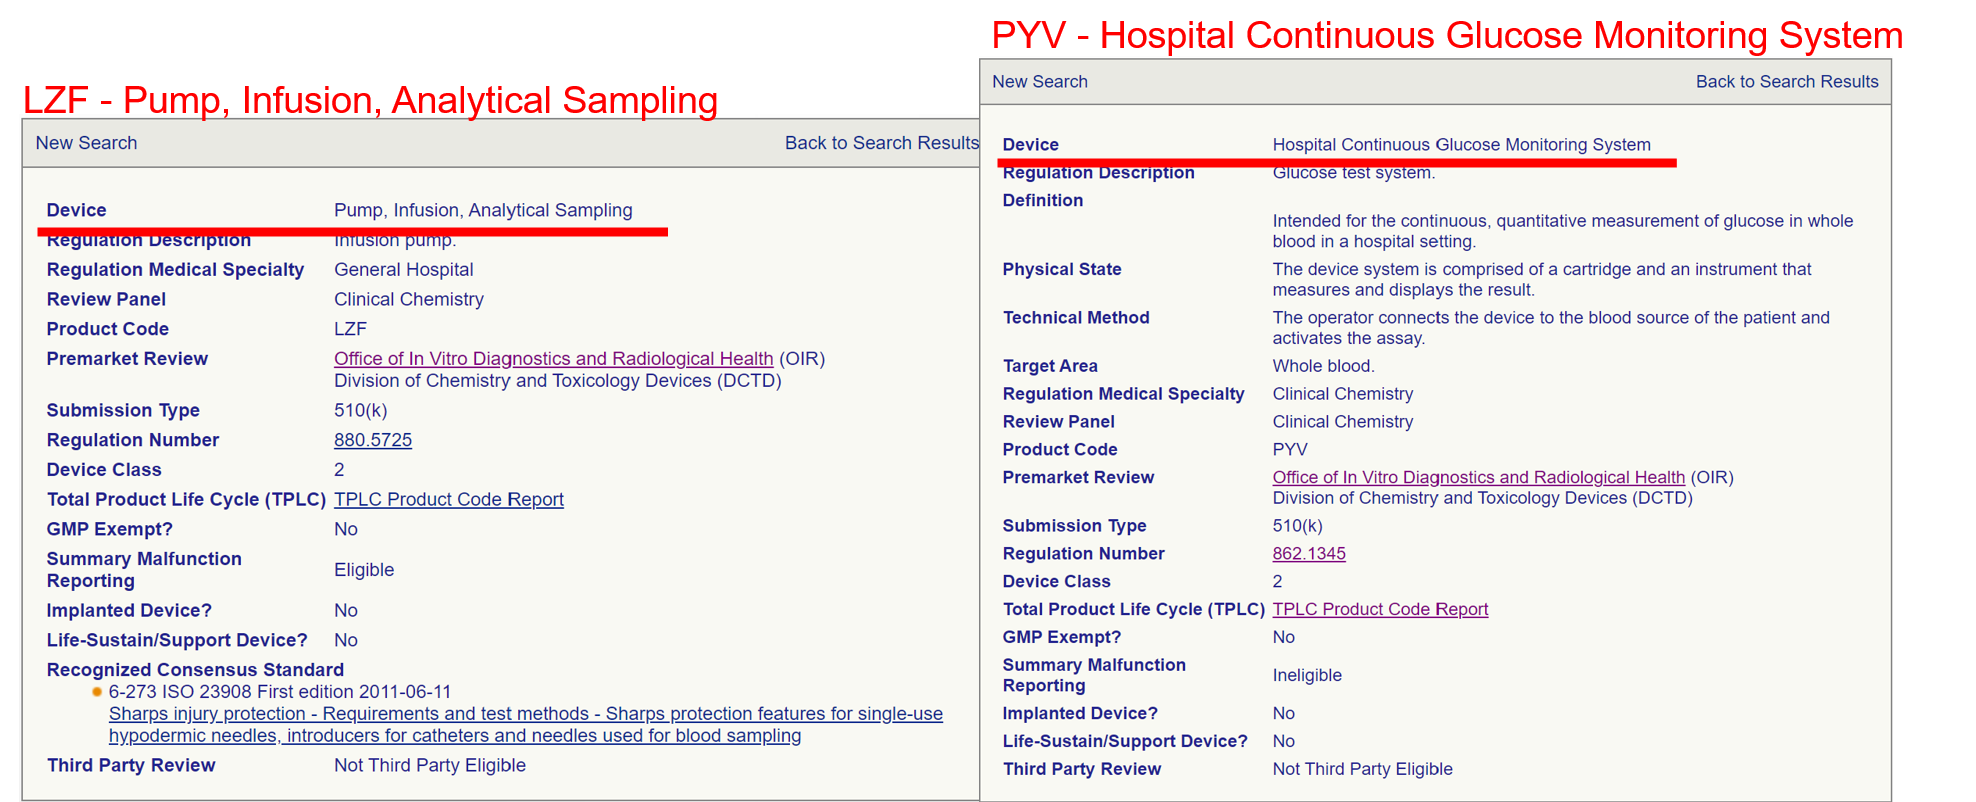 LZF - Pump, Infusion, Analytical Sampling
New Search Back to Search Results
Device Pump, Infusion, Analytical Sampling
Regulation Description Infusion pump.
Regulation Medical Specialty General Hospital
Review Panel Clinical Chemistry
Product Code LZF
Premarket Review Office of In Vitro Diagnostics and Radiological Health (OIR)
Division of Chemistry and Toxicology Devices (DCTD)
Submission Type 510(k)
Regulation Number 880.5725
Device Class 2
Total Product Life Cycle (TPLC) TPLC Product Code Report
GMP Exempt? No
Summary Malfunction
Reporting Eligible
Implanted Device? No
Life-Sustain/Support Device? No
Recognized Consensus Standard
6-273 ISO 23908 First edition 2011-06-11
Sharps injury protection - Requirements and test methods - Sharps protection features for single-use
hypodermic needles, introducers for catheters and needles used for blood sampling
Third Party Review Not Third Party Eligible
PYV - Hospital Continuous Glucose Monitoring System
New Search Back to Search Results
Device Hospital Continuous Glucose Monitoring System
Regulation Description Glucose test system.
Definition
Intended for the continuous, quantitative measurement of glucose in whole
blood in a hospital setting.
Physical State The device system is comprised of a cartridge and an instrument that
measures and displays the result.
Technical Method The operator connects the device to the blood source of the patient and
activates the assay.
Target Area Whole blood.
Regulation Medical Specialty Clinical Chemistry
Review Panel Clinical Chemistry
Product Code PYV
Premarket Review Office of In Vitro Diagnostics and Radiological Health (OIR)
Division of Chemistry and Toxicology Devices (DCTD)
Submission Type 510(k)
Regulation Number 862.1345
Device Class 2
Total Product Life Cycle (TPLC) TPLC Product Code Report
GMP Exempt? No
Summary Malfunction
Reporting Ineligible
Implanted Device? No
Life-Sustain/Support Device? No
Third Party Review Not Third Party Eligible